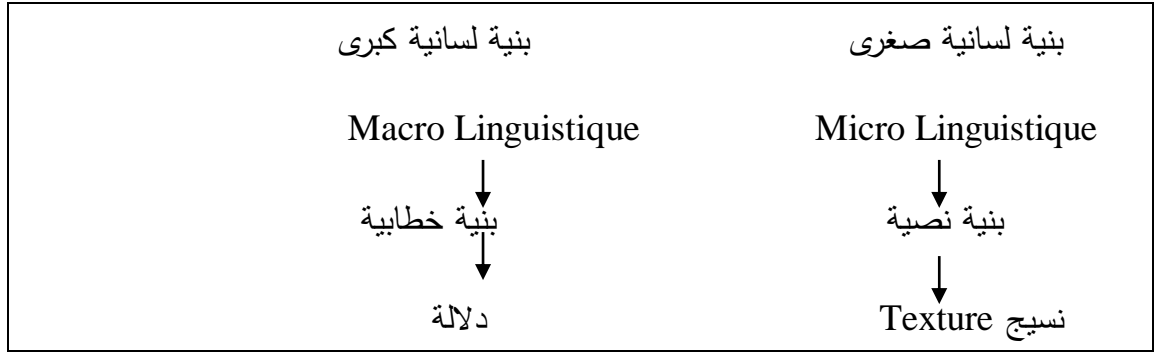 بنية لسانية صغرى بنية لسانية كبرى
Micro Linguistique Macro Linguistique
بنية نصية بنية خطابية
نسيج Texture دلالة